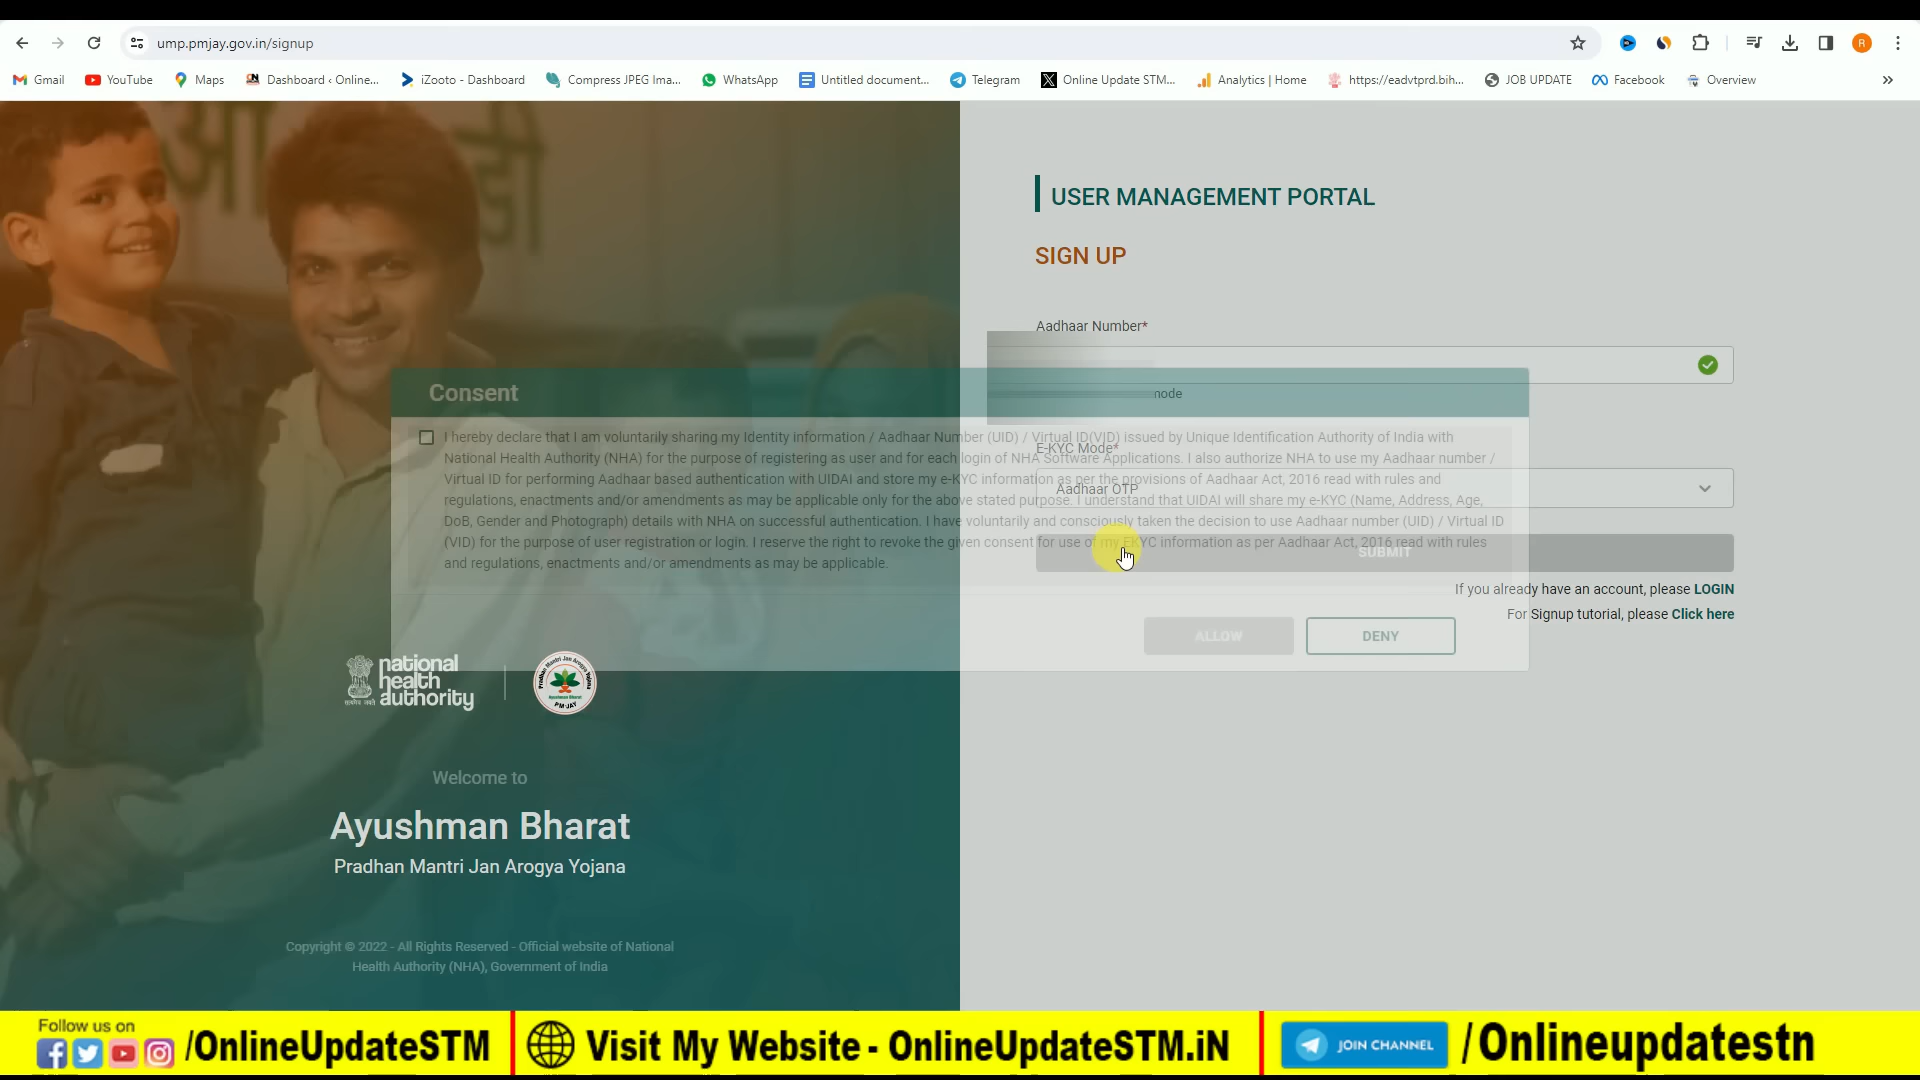 ump.pmjay.gov.in/signup
R
Gmail
YouTube
Maps
Dashboard ‹ Online...
iZooto - Dashboard
Compress JPEG Ima...
WhatsApp
Untitled document...
Telegram
Online Update STM...
Analytics | Home
https://eadvtprd.bih...
JOB UPDATE
Facebook
Overview
»
USER MANAGEMENT PORTAL
SIGN UP
Aadhaar Number*
mode
Consent
I hereby declare that I am voluntarily sharing my Identity information / Aadhaar Number (UID) / Virtual ID(VID) issued by Unique Identification Authority of India with
National Health Authority (NHA) for the purpose of registering as user and for each login of NHA Software Applications. I also authorize NHA to use my Aadhaar number /
Virtual ID for performing Aadhaar based authentication with UIDAI and store my e-KYC information as per the provisions of Aadhaar Act, 2016 read with rules and
regulations, enactments and/or amendments as may be applicable only for the above stated purpose. I understand that UIDAI will share my e-KYC (Name, Address, Age,
DoB, Gender and Photograph) details with NHA on successful authentication. I have voluntarily and consciously taken the decision to use Aadhaar number (UID) / Virtual ID
(VID) for the purpose of user registration or login. I reserve the right to revoke the given consent for use of my EKYC information as per Aadhaar Act, 2016 read with rules
and regulations, enactments and/or amendments as may be applicable.
ALLOW
DENY
E-KYC Mode*
Aadhaar OTP
SUBMIT
If you already have an account, please LOGIN
For Signup tutorial, please Click here
national
health
authority
सत्यमेव जयते
Pradhan Mantri Jan Arogya Yojana
Ayushman Bharat
PM-JAY
Welcome to
Ayushman Bharat
Pradhan Mantri Jan Arogya Yojana
Copyright © 2022 - All Rights Reserved - Official website of National
Health Authority (NHA), Government of India
Follow us on
/OnlineUpdateSTM
Visit My Website - OnlineUpdateSTM.iN
JOIN CHANNEL
/Onlineupdatestn